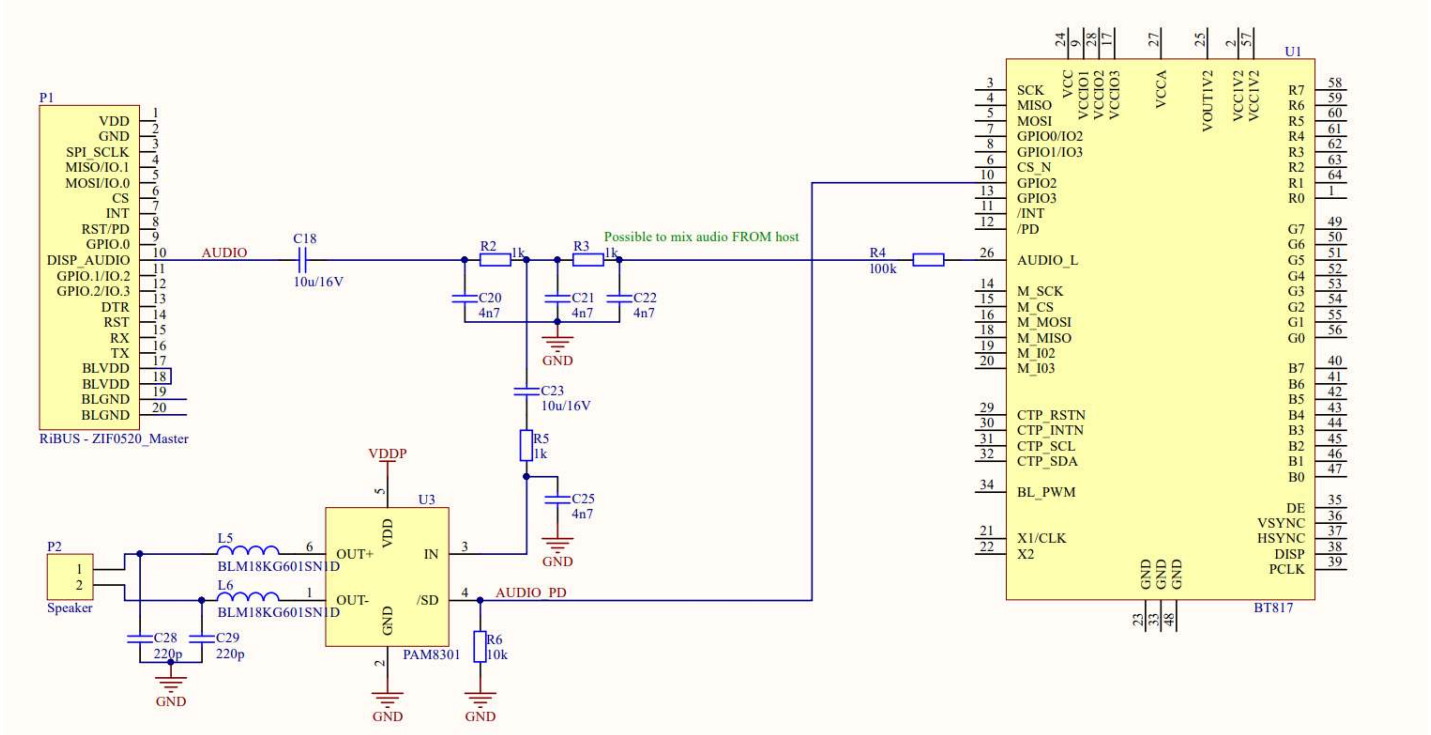 P1
VDD 1
GND 2
SPI_SCLK 3
MISO/IO.1 4
MOSI/IO.0 5
CS 6
INT 7
RST/PD 8
GPIO.0 9
DISP_AUDIO 10
GPIO.1/IO.2 11
GPIO.2/IO.3 12
DTR 13
RST 14
RX 15
TX 16
BLVDD 17
BLVDD 18
BLGND 19
BLGND 20
RiBUS - ZIF0520_Master
AUDIO
C18
10u/16V
R2
1k
Possible to mix audio FROM host
R3
1k
C20
4n7
C21
4n7
C22
4n7
GND
R4
100k
C23
10u/16V
R5
1k
C25
4n7
GND
VDDP
5
U3
VDD
6 OUT+
IN 3
1 OUT-
/SD 4
GND
2
PAM8301
GND
AUDIO_PD
R6
10k
GND
P2
1
2
Speaker
L5
BLM18KG601SN1D
L6
BLM18KG601SN1D
C28
220p
C29
220p
GND
U1
24 VCC
9 VCCIO1
28 VCCIO2
17 VCCIO3
27 VCCA
25 VOUT1V2
2 VCC1V2
57 VCC1V2
3 SCK
4 MISO
5 MOSI
7 GPIO0/IO2
8 GPIO1/IO3
6 CS_N
10 GPIO2
13 GPIO3
11 /INT
12 /PD
26 AUDIO_L
14 M_SCK
15 M_CS
16 M_MOSI
18 M_MISO
19 M_I02
20 M_I03
29 CTP_RSTN
30 CTP_INTN
31 CTP_SCL
32 CTP_SDA
34 BL_PWM
21 X1/CLK
22 X2
R7 58
R6 59
R5 60
R4 61
R3 62
R2 63
R1 64
R0 1
G7 49
G6 50
G5 51
G4 52
G3 53
G2 54
G1 55
G0 56
B7 40
B6 41
B5 42
B4 43
B3 44
B2 45
B1 46
B0 47
DE 35
VSYNC 36
HSYNC 37
DISP 38
PCLK 39
GND 23
GND 33
GND 48
BT817